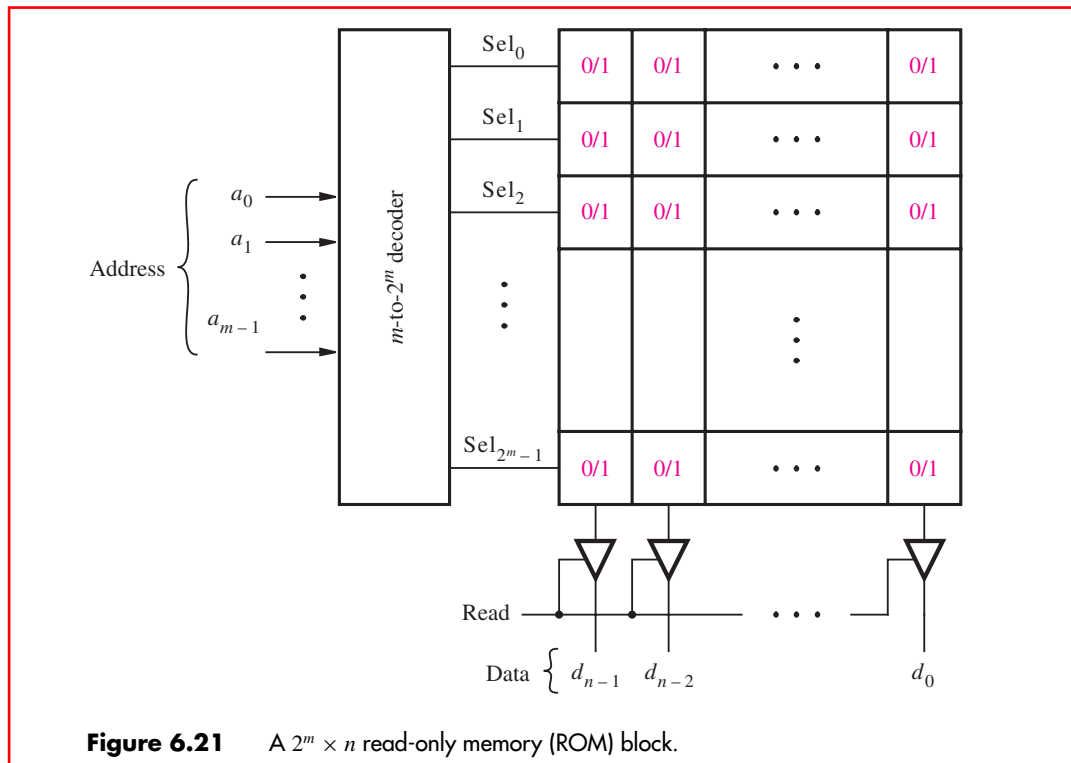 Sel₀ 0/1 0/1 • • • 0/1
Sel₁ 0/1 0/1 • • • 0/1
a₀ Sel₂ 0/1 0/1 • • • 0/1
a₁
Address
m-to-2ᵐ decoder
aₘ₋₁
Sel₂ᵐ₋₁ 0/1 0/1 • • • 0/1
Read • • •
Data dₙ₋₁ dₙ₋₂ d₀
Figure 6.21 A 2ᵐ × n read-only memory (ROM) block.